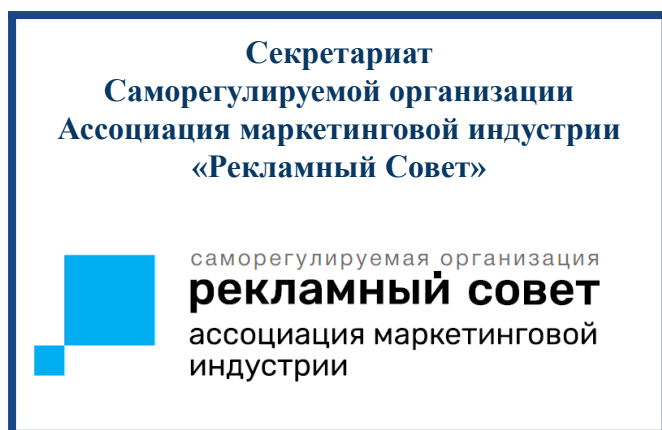 Секретариат
Саморегулируемой организации
Ассоциация маркетинговой индустрии
«Рекламный Совет»
саморегулируемая организация
рекламный совет
ассоциация маркетинговой
индустрии